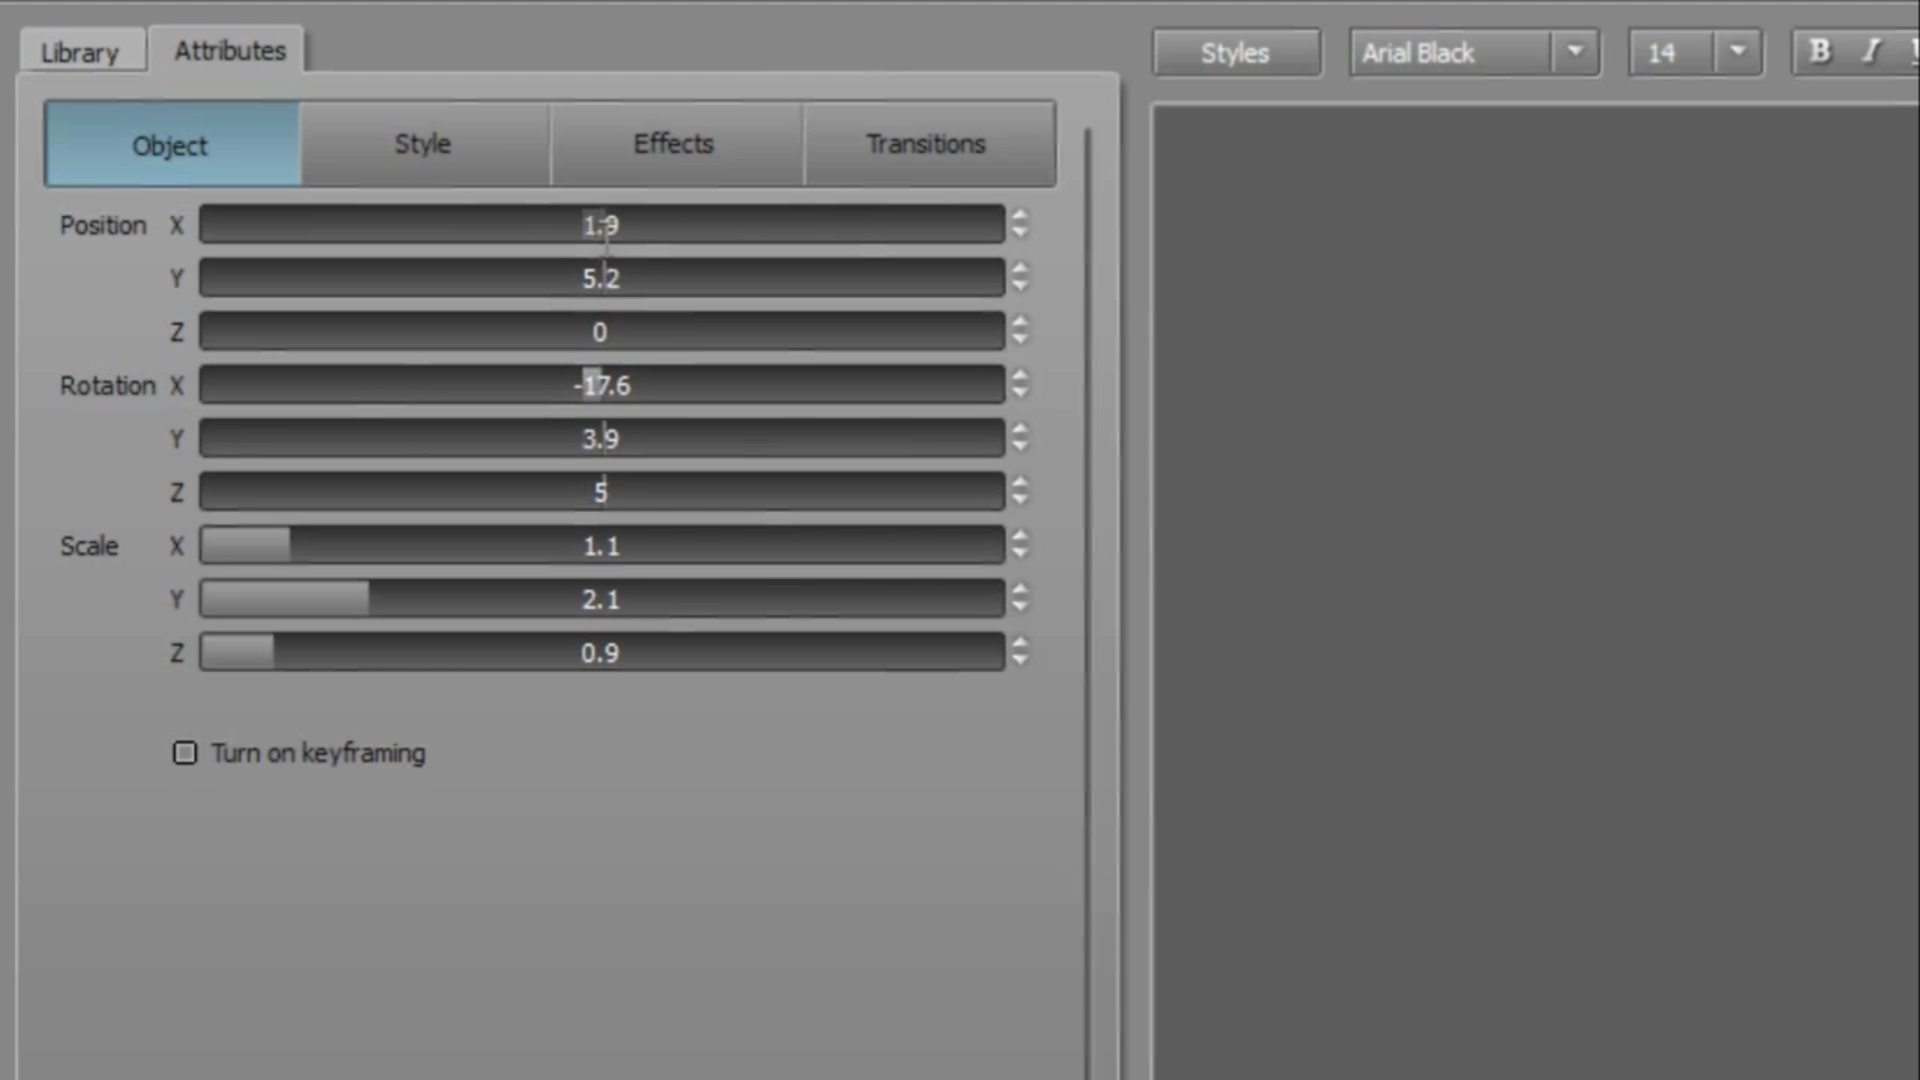 Library Attributes Styles Arial Black 14 B I
Object Style Effects Transitions
Position X 1.9
Y 5.2
Z 0
Rotation X -17.6
Y 3.9
Z 5
Scale X 1.1
Y 2.1
Z 0.9
Turn on keyframing